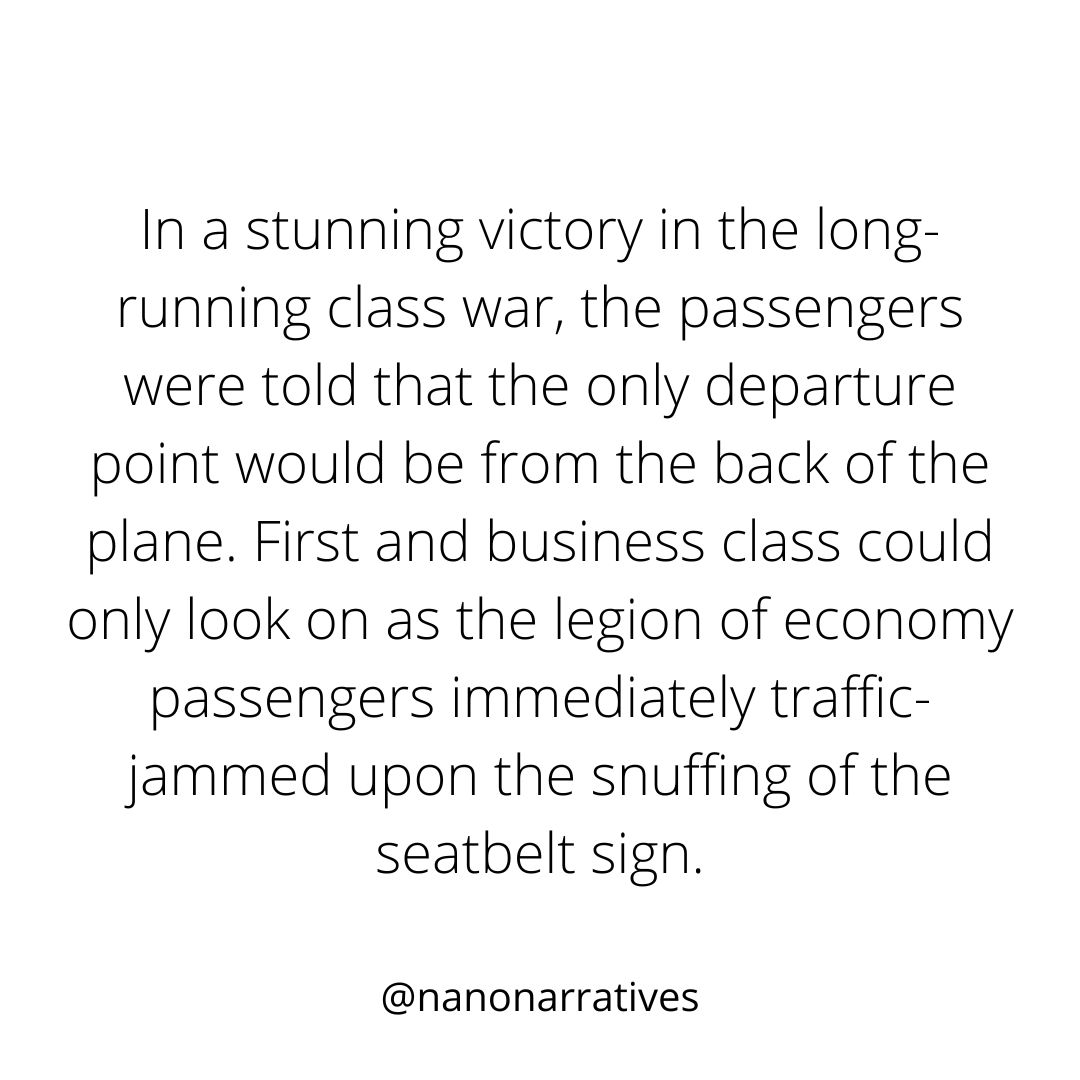 In a stunning victory in the long-
running class war, the passengers
were told that the only departure
point would be from the back of the
plane. First and business class could
only look on as the legion of economy
passengers immediately traffic-
jammed upon the snuffing of the
seatbelt sign.
@nanonarratives